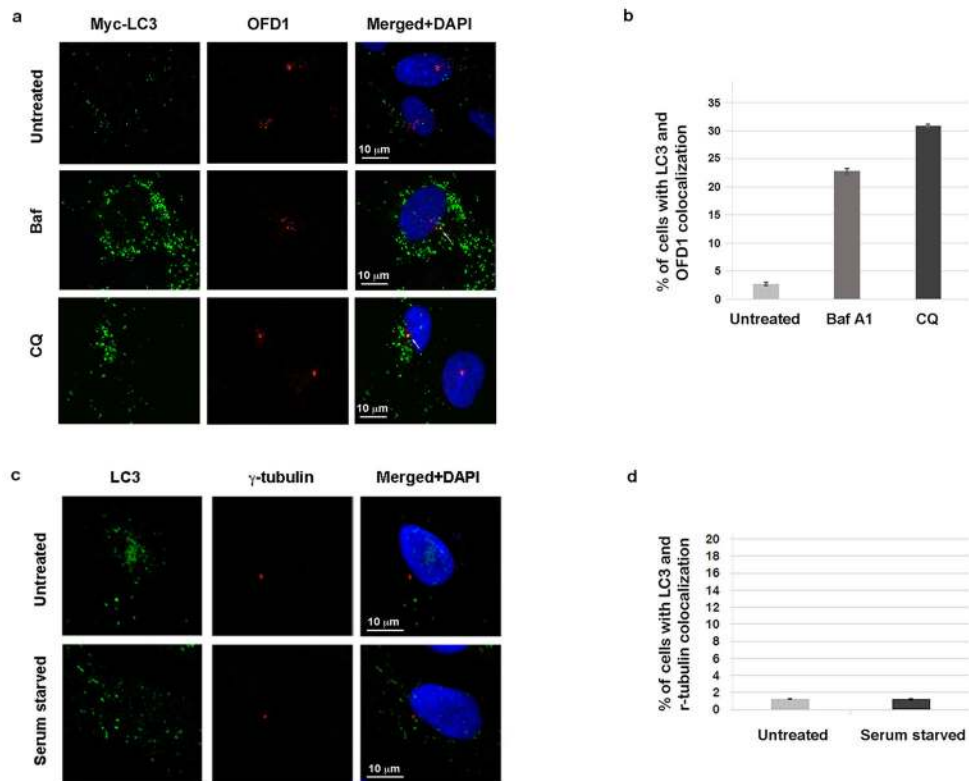 a
Myc-LC3 OFD1 Merged+DAPI
Untreated
10 μm
Baf
10 μm
CQ
10 μm
b
% of cells with LC3 and
OFD1 colocalization
35
30
25
20
15
10
5
0
Untreated Baf A1 CQ
c
LC3 γ-tubulin Merged+DAPI
Untreated
10 μm
Serum starved
10 μm
d
% of cells with LC3 and
r-tubulin colocalization
20
18
16
14
12
10
8
6
4
2
0
Untreated Serum starved